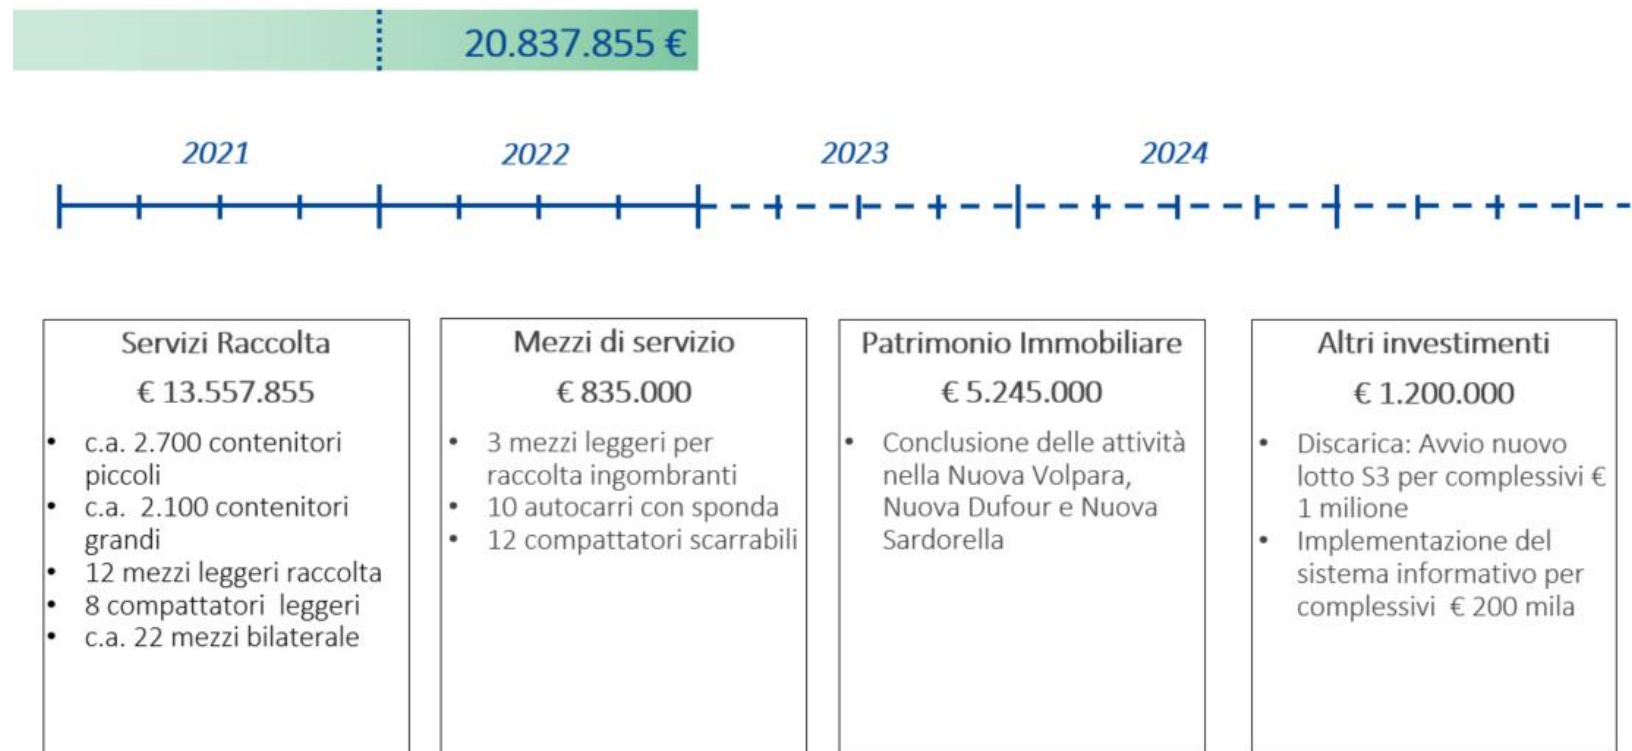 20.837.855 €
2021
2022
2023
2024
Servizi Raccolta
€ 13.557.855
• c.a. 2.700 contenitori
piccoli
• c.a. 2.100 contenitori
grandi
• 12 mezzi leggeri raccolta
• 8 compattatori leggeri
• c.a. 22 mezzi bilaterale
Mezzi di servizio
€ 835.000
• 3 mezzi leggeri per
raccolta ingombranti
• 10 autocarri con sponda
• 12 compattatori scarrabili
Patrimonio Immobiliare
€ 5.245.000
• Conclusione delle attività
nella Nuova Volpara,
Nuova Dufour e Nuova
Sardorella
Altri investimenti
€ 1.200.000
• Discarica: Avvio nuovo
lotto S3 per complessivi €
1 milione
• Implementazione del
sistema informativo per
complessivi € 200 mila